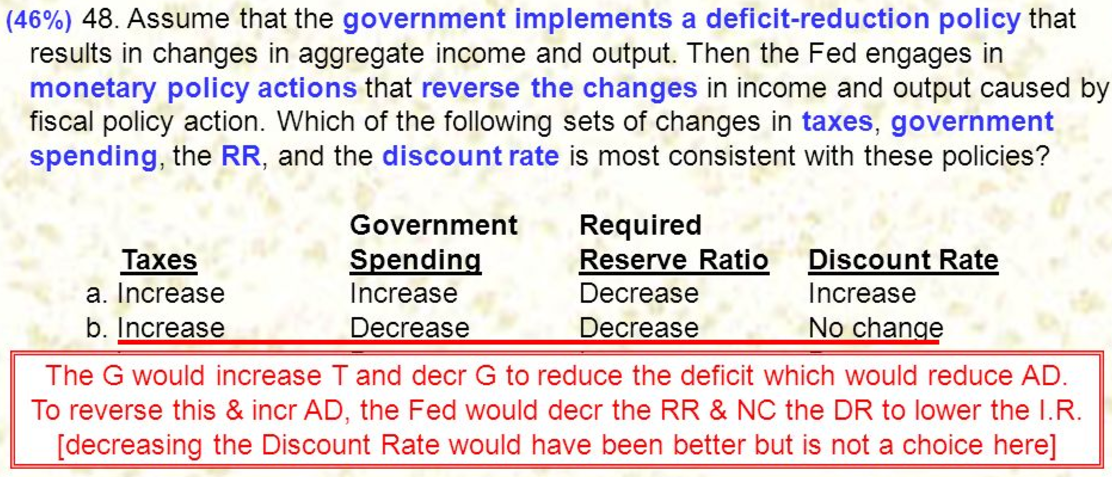 (46%) 48. Assume that the government implements a deficit-reduction policy that
results in changes in aggregate income and output. Then the Fed engages in
monetary policy actions that reverse the changes in income and output caused by
fiscal policy action. Which of the following sets of changes in taxes, government
spending, the RR, and the discount rate is most consistent with these policies?
Government Required
Taxes Spending Reserve Ratio Discount Rate
a. Increase Increase Decrease Increase
b. Increase Decrease Decrease No change
The G would increase T and decr G to reduce the deficit which would reduce AD.
To reverse this & incr AD, the Fed would decr the RR & NC the DR to lower the I.R.
[decreasing the Discount Rate would have been better but is not a choice here]